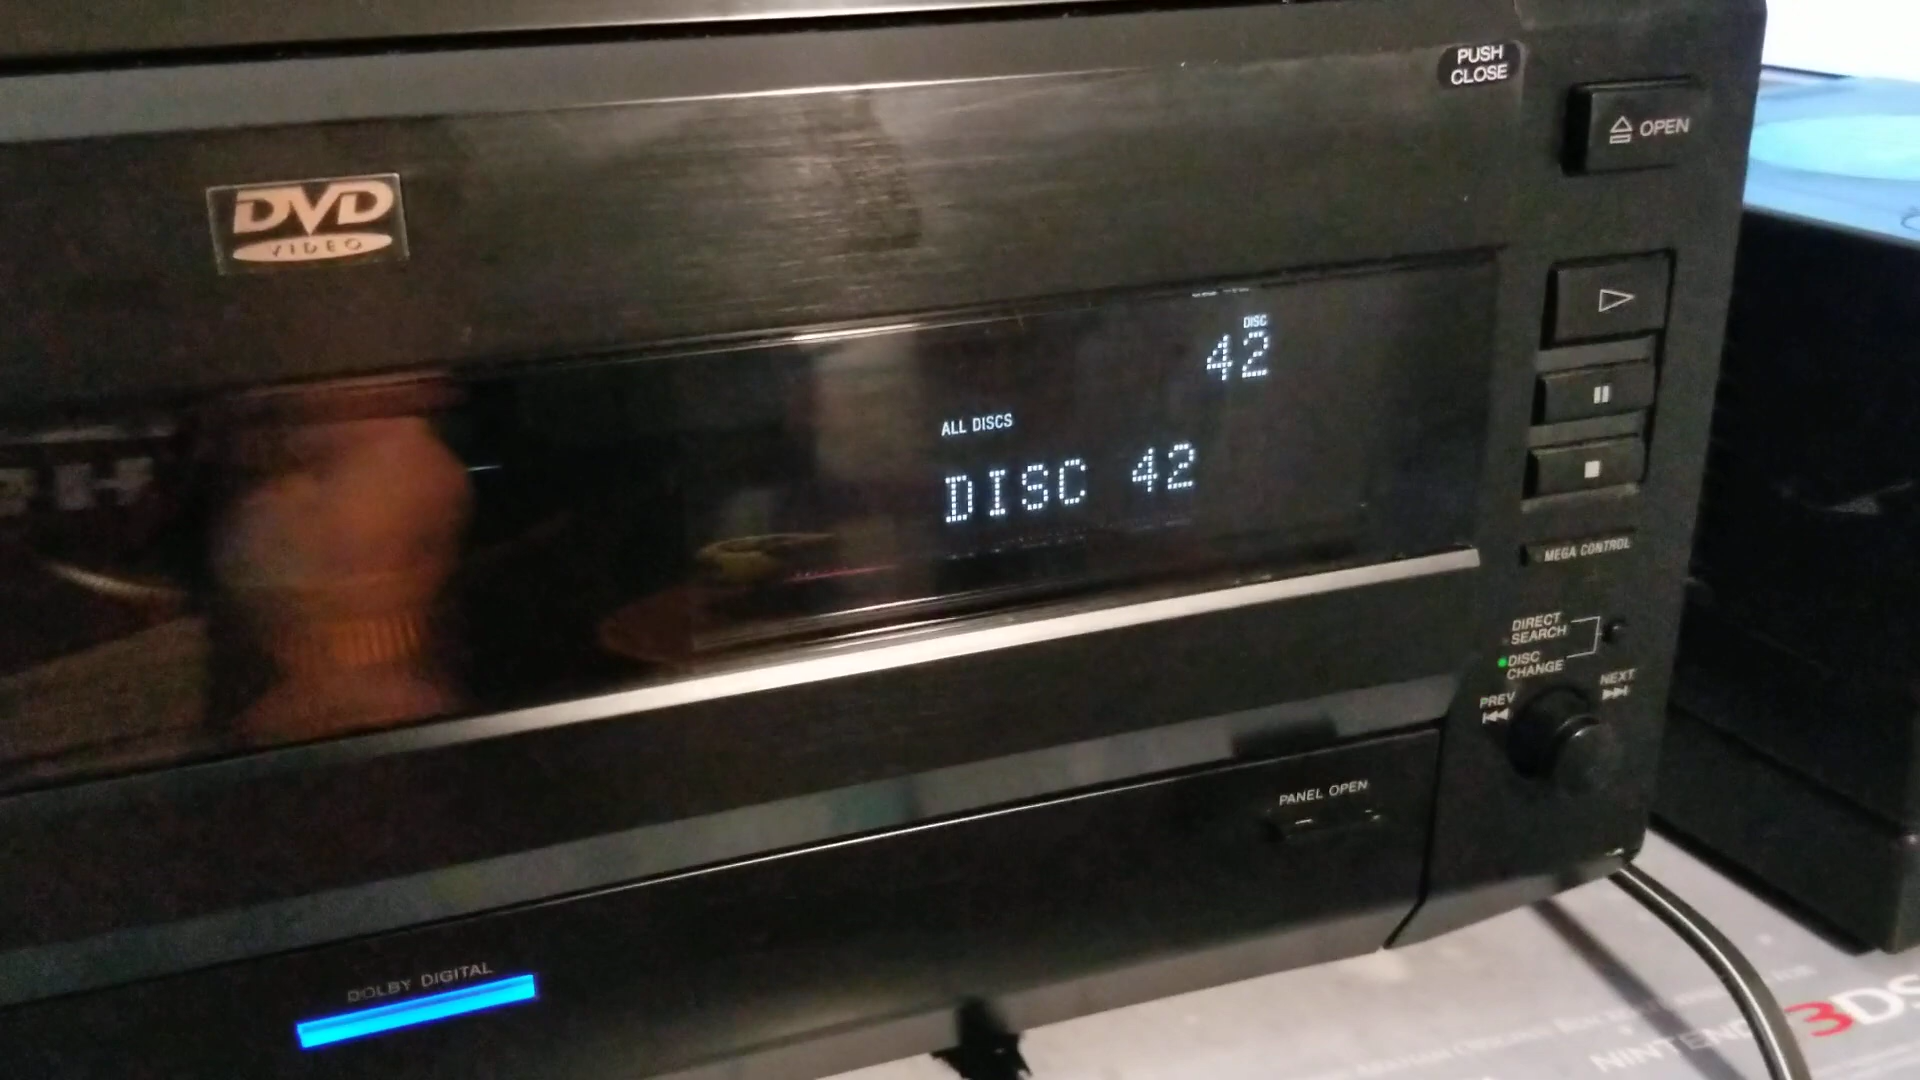 PUSH
CLOSE
OPEN
DVD
VIDEO
DISC
42
ALL DISCS
DISC 42
MEGA CONTROL
DIRECT
SEARCH
DISC
CHANGE
PREV
NEXT
PANEL OPEN
DOLBY DIGITAL
NINTENDO 3DS